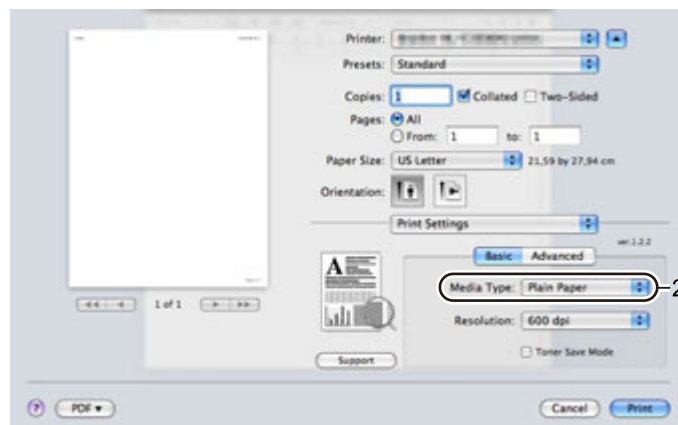 Printer:
Presets: Standard
Copies: 1 Collated Two-Sided
Pages: All
From: 1 to: 1
Paper Size: US Letter 21,59 by 27,94 cm
Orientation:
Print Settings
ver.1.2.2
Basic Advanced
Media Type: Plain Paper 2
Resolution: 600 dpi
Toner Save Mode
A
1 of 1
Support
? PDF Cancel Print